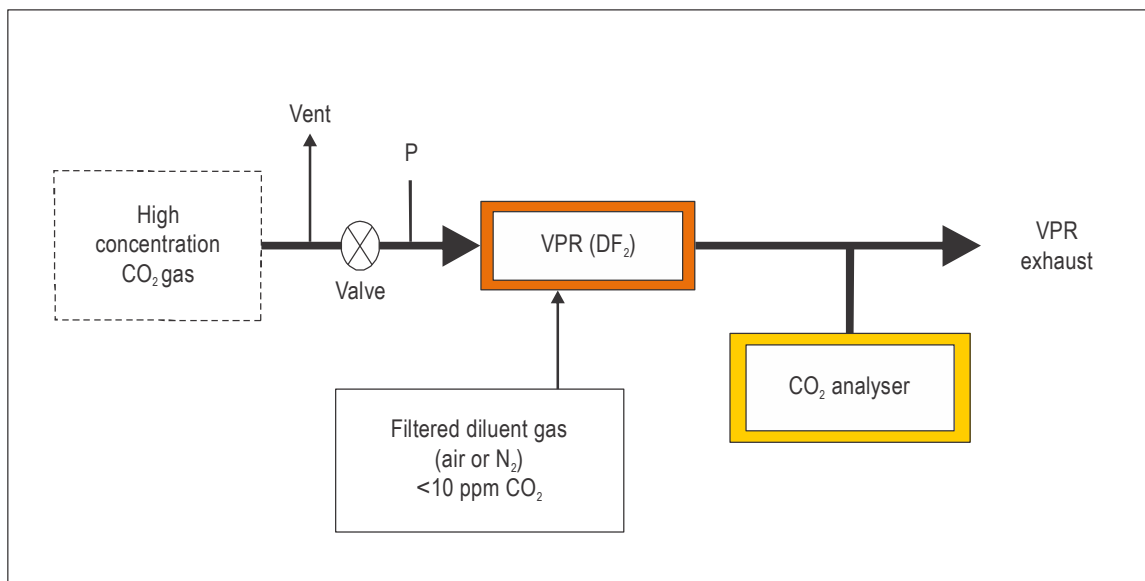 Vent
P
High
concentration
CO₂ gas
Valve
VPR (DF₂)
VPR
exhaust
CO₂ analyser
Filtered diluent gas
(air or N₂)
<10 ppm CO₂